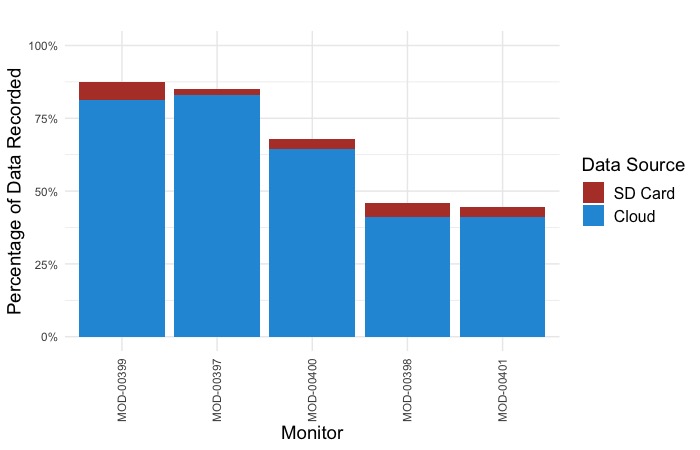 100%
75%
50%
25%
0%
Percentage of Data Recorded
MOD-00399
MOD-00397
MOD-00400
MOD-00398
MOD-00401
Monitor
Data Source
SD Card
Cloud